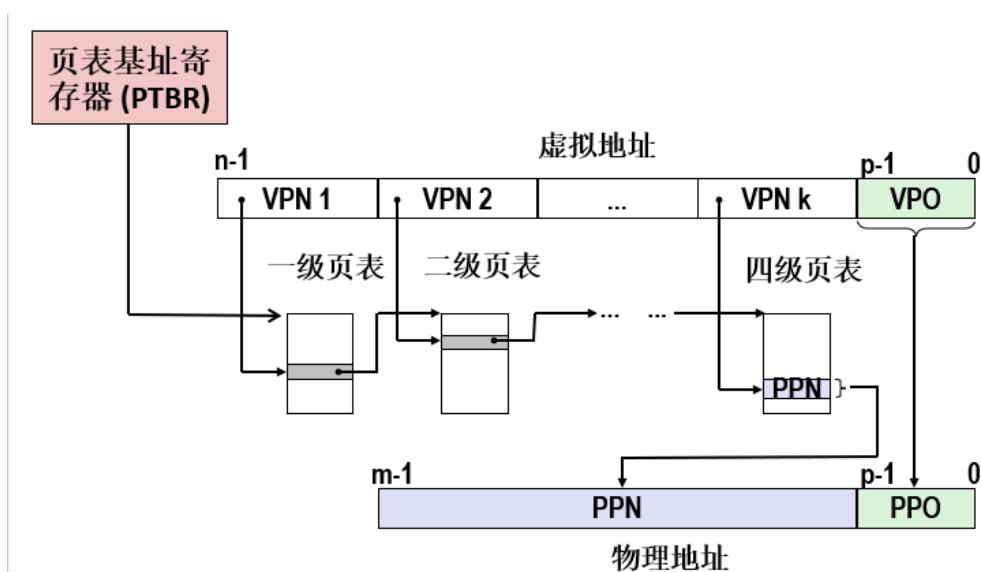 页表基址寄
存器 (PTBR)
虚拟地址
n-1
p-1
0
VPN 1
VPN 2
...
VPN k
VPO
一级页表
二级页表
四级页表
...
...
PPN
m-1
p-1
0
PPN
PPO
物理地址